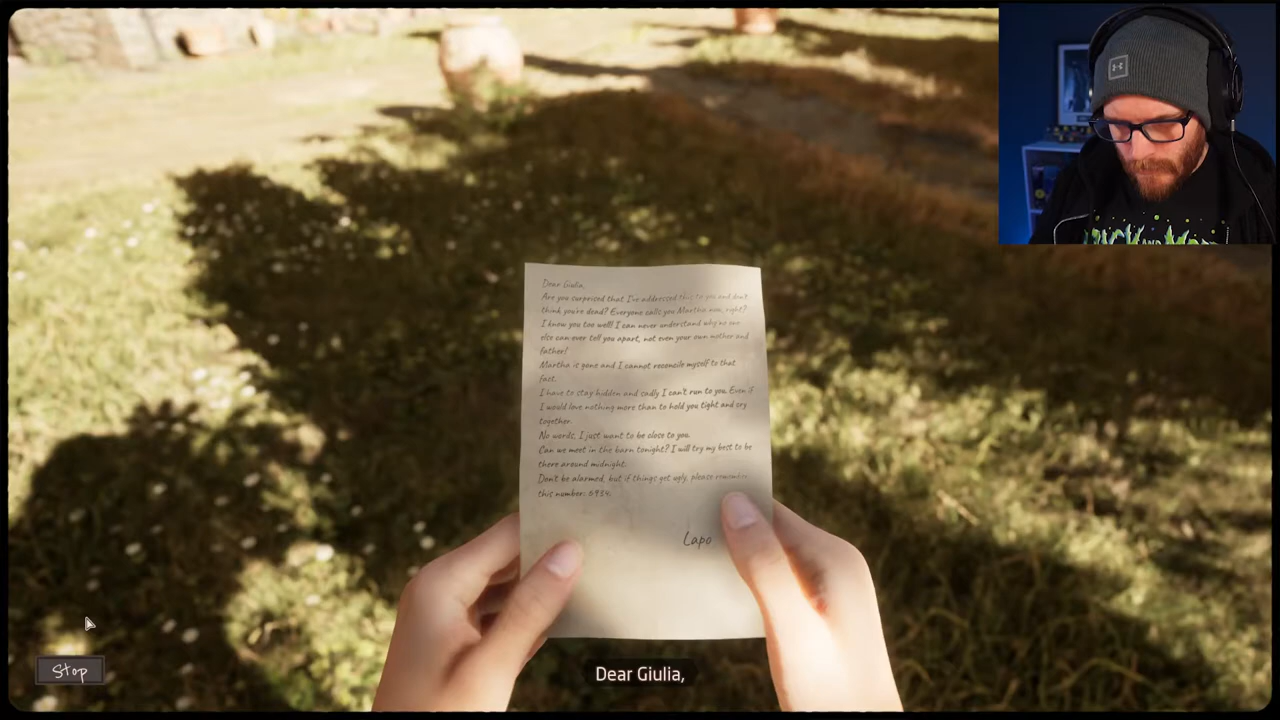 Dear Giulia,
Are you surprised that I've addressed this to you and don't
think you're dead? Everyone calls you Martha now, right?
I know you too well! I can never understand why no one
else can ever tell you apart, not even your own mother and
father!
Martha is gone and I cannot reconcile myself to that
fact.
I have to stay hidden and sadly I can't run to you. Even if
I would love nothing more than to hold you tight and cry
together.
No words, I just want to be close to you.
Can we meet in the barn tonight? I will try my best to be
there around midnight.
Don't be alarmed, but if things get ugly, please remember
this number:
Lapo
Stop
Dear Giulia,